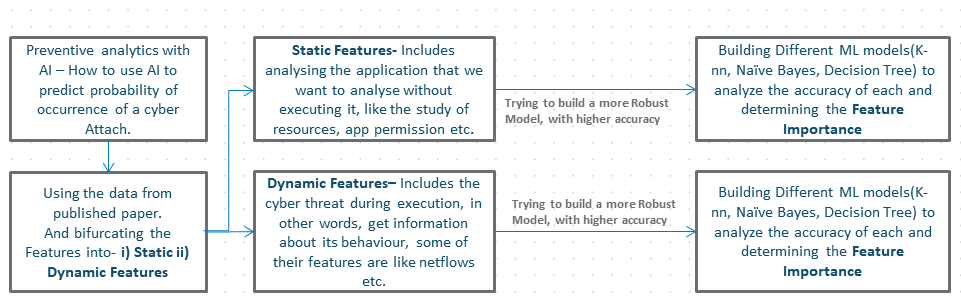 Preventive analytics with
AI – How to use AI to
predict probability of
occurrence of a cyber
Attach.
Using the data from
published paper.
And bifurcating the
Features into- i) Static ii)
Dynamic Features
Static Features- Includes
analysing the application that we
want to analyse without
executing it, like the study of
resources, app permission etc.
Trying to build a more Robust
Model, with higher accuracy
Building Different ML models(K-
nn, Naïve Bayes, Decision Tree) to
analyze the accuracy of each and
determining the Feature
Importance
Dynamic Features– Includes the
cyber threat during execution, in
other words, get information
about its behaviour, some of
their features are like netflows
etc.
Trying to build a more Robust
Model, with higher accuracy
Building Different ML models(K-
nn, Naïve Bayes, Decision Tree) to
analyze the accuracy of each and
determining the Feature
Importance